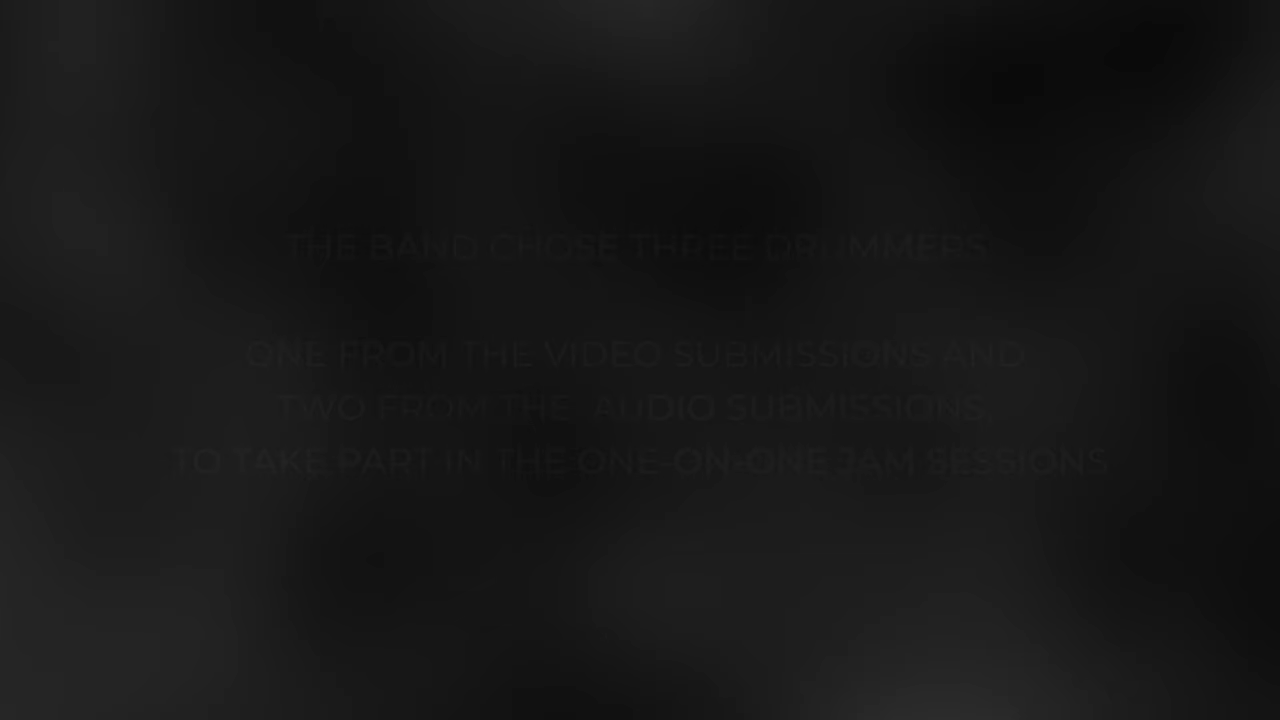 THE BAND CHOSE THREE DRUMMERS
ONE FROM THE VIDEO SUBMISSIONS AND
TWO FROM THE AUDIO SUBMISSIONS,
TO TAKE PART IN THE ONE-ON-ONE JAM SESSIONS